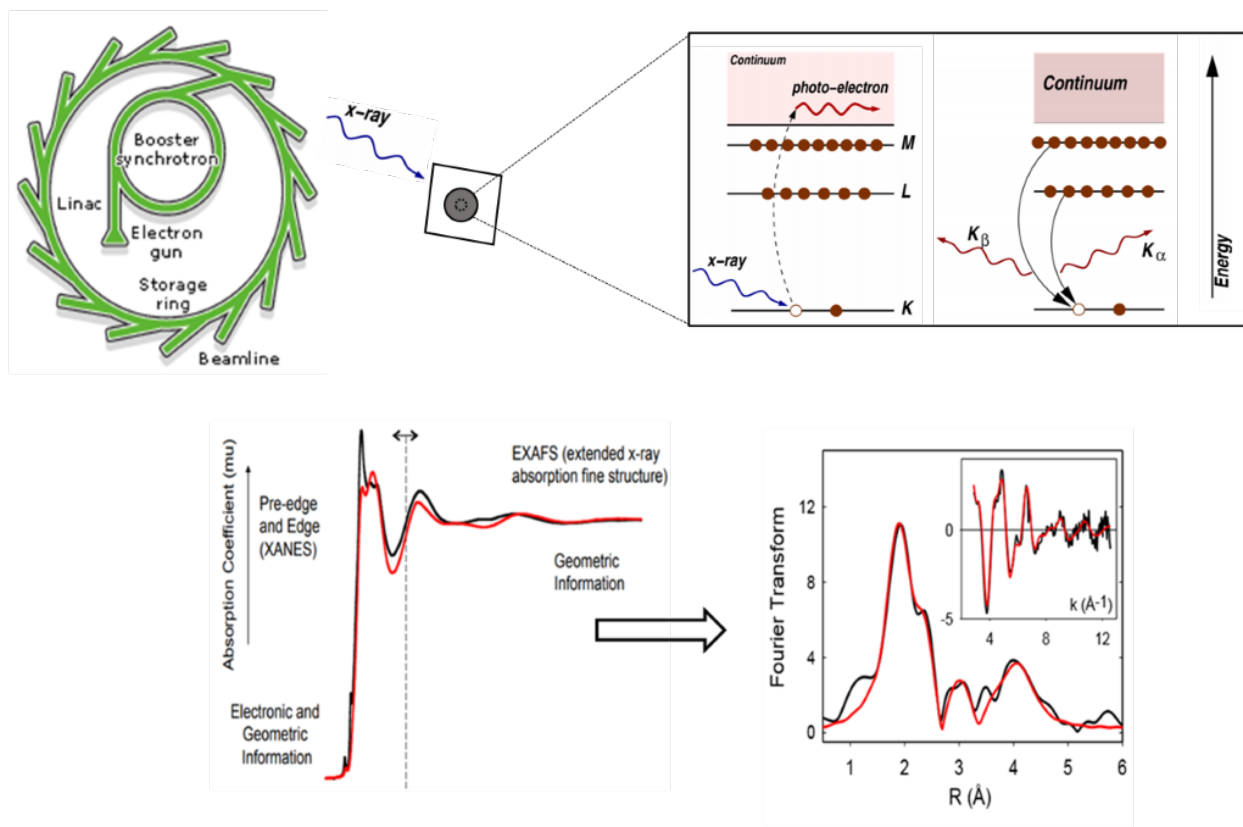 Booster
synchrotron
Linac
Electron
gun
Storage
ring
Beamline
x-ray
Continuum
photo-electron
M
L
x-ray
K
Continuum
Kβ
Kα
Energy
Absorption Coefficient (mu)
Pre-edge
and Edge
(XANES)
EXAFS (extended x-ray
absorption fine structure)
Geometric
Information
Electronic and
Geometric
Information
Fourier Transform
12
8
4
0
0
-5
k (Å-1)
4 8 12
1 2 3 4 5 6
R (Å)